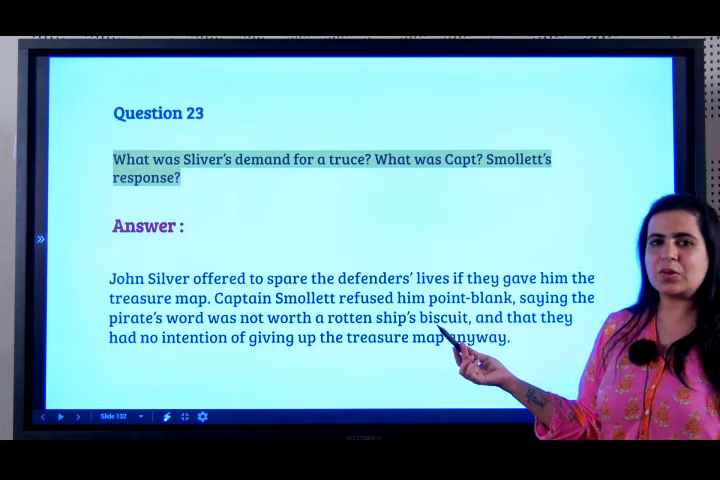 Question 23
What was Sliver's demand for a truce? What was Capt? Smollett's
response?
Answer :
John Silver offered to spare the defenders' lives if they gave him the
treasure map. Captain Smollett refused him point-blank, saying the
pirate's word was not worth a rotten ship's biscuit, and that they
had no intention of giving up the treasure map anyway.
Slide 132